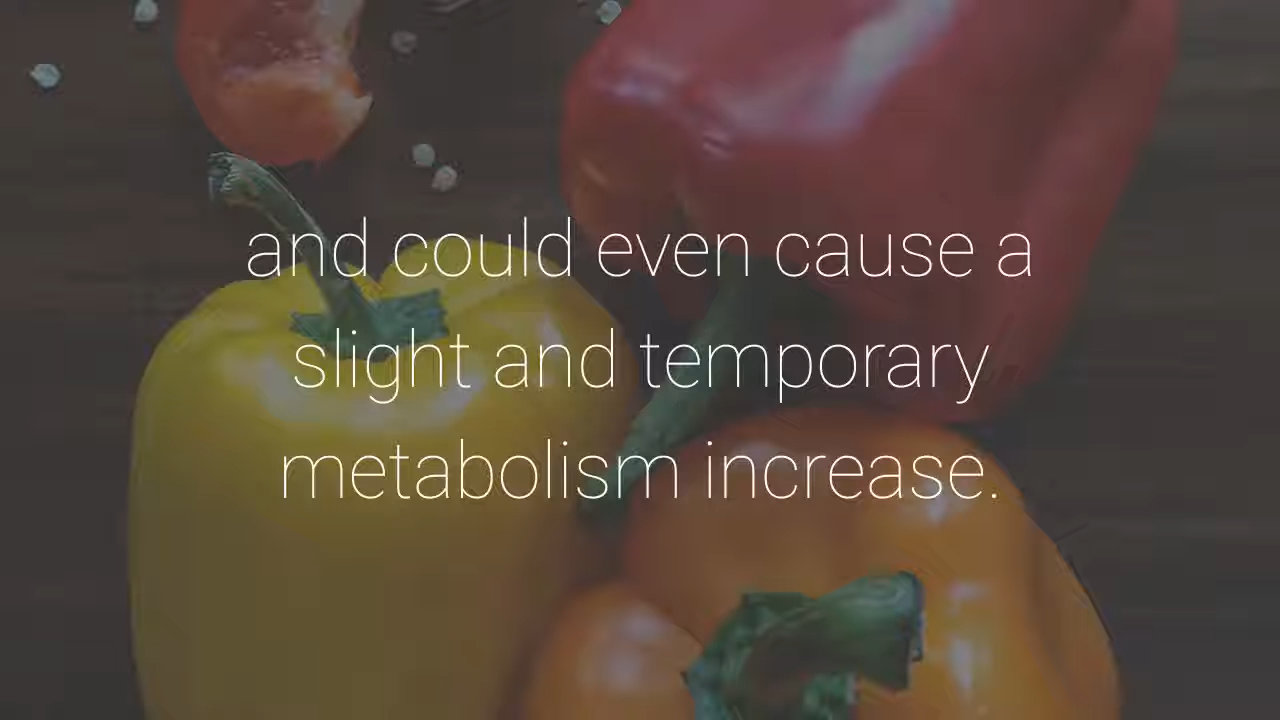 and could even cause a
slight and temporary
metabolism increase.